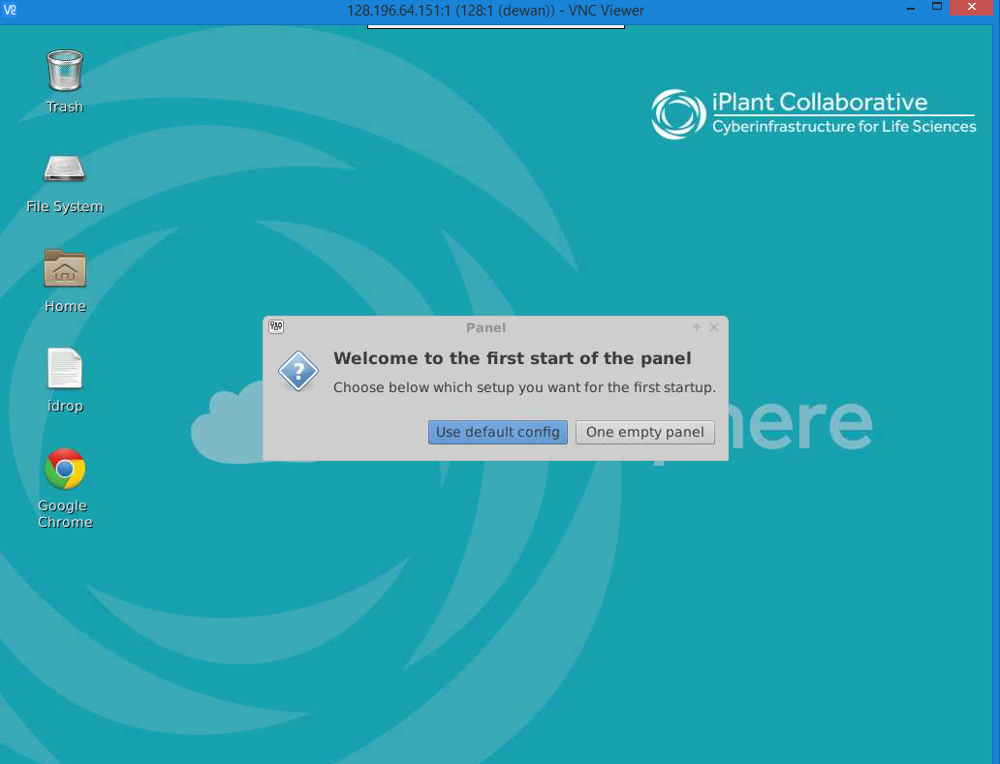 128.196.64.151:1 (128:1 (dewan)) - VNC Viewer
Trash
iPlant Collaborative
Cyberinfrastructure for Life Sciences
File System
Home
Panel
Welcome to the first start of the panel
Choose below which setup you want for the first startup.
Use default config
One empty panel
idrop
Google
Chrome